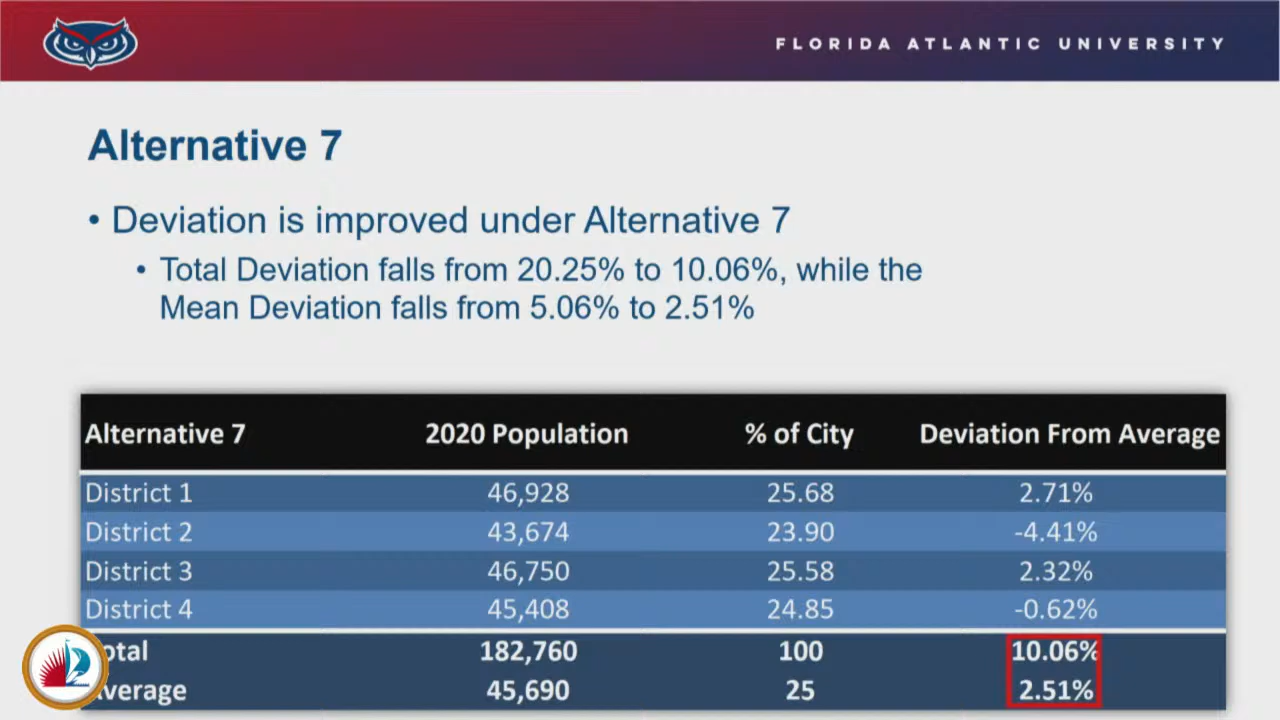 FLORIDA ATLANTIC UNIVERSITY
Alternative 7
• Deviation is improved under Alternative 7
• Total Deviation falls from 20.25% to 10.06%, while the
Mean Deviation falls from 5.06% to 2.51%
Alternative 7 2020 Population % of City Deviation From Average
District 1 46,928 25.68 2.71%
District 2 43,674 23.90 -4.41%
District 3 46,750 25.58 2.32%
District 4 45,408 24.85 -0.62%
otal 182,760 100 10.06%
verage 45,690 25 2.51%